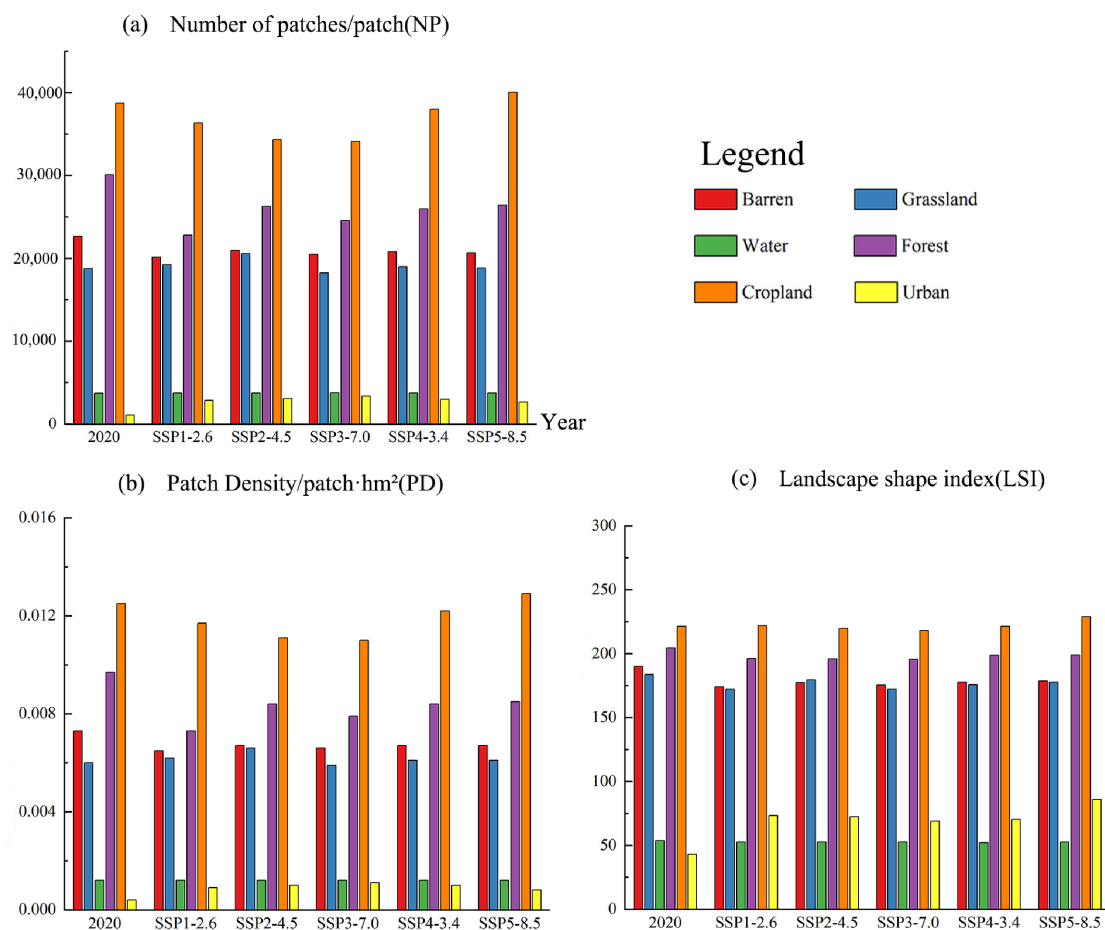 (a) Number of patches/patch(NP)
40,000
30,000
20,000
10,000
0
2020 SSP1-2.6 SSP2-4.5 SSP3-7.0 SSP4-3.4 SSP5-8.5
Year
Legend
Barren Grassland
Water Forest
Cropland Urban
(b) Patch Density/patch·hm²(PD)
0.016
0.012
0.008
0.004
0.000
2020 SSP1-2.6 SSP2-4.5 SSP3-7.0 SSP4-3.4 SSP5-8.5
(c) Landscape shape index(LSI)
300
250
200
150
100
50
0
2020 SSP1-2.6 SSP2-4.5 SSP3-7.0 SSP4-3.4 SSP5-8.5